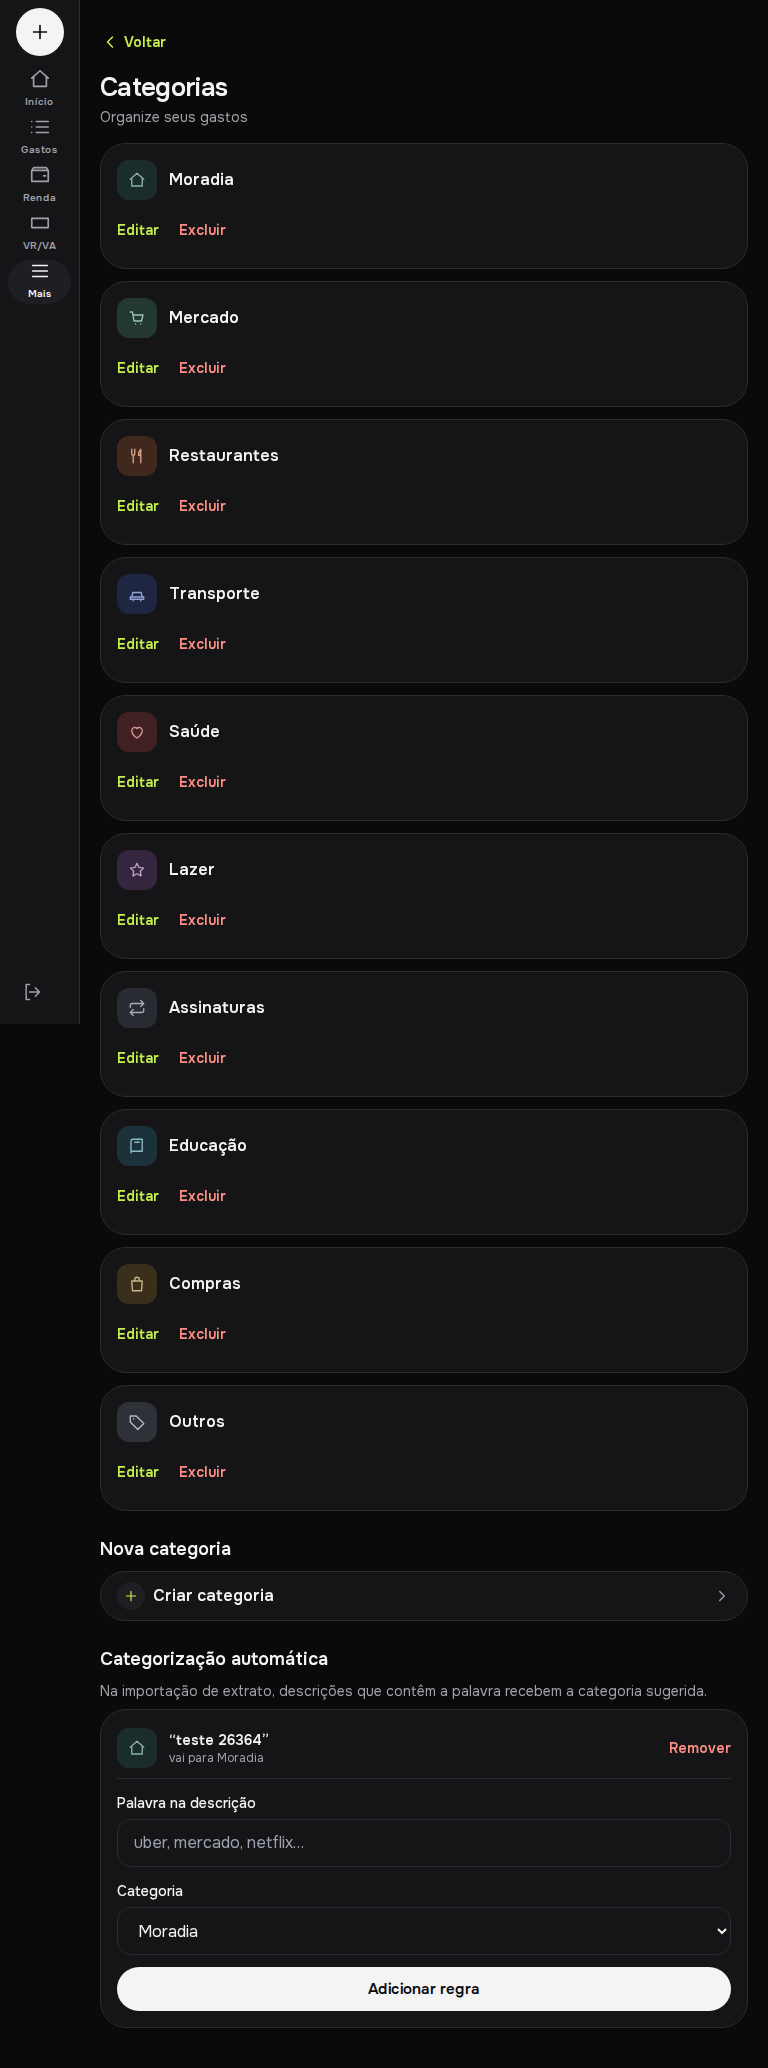 Início
Gastos
Renda
VR/VA
Mais
Voltar
Categorias
Organize seus gastos
Moradia
Editar Excluir
Mercado
Editar Excluir
Restaurantes
Editar Excluir
Transporte
Editar Excluir
Saúde
Editar Excluir
Lazer
Editar Excluir
Assinaturas
Editar Excluir
Educação
Editar Excluir
Compras
Editar Excluir
Outros
Editar Excluir
Nova categoria
Criar categoria
Categorização automática
Na importação de extrato, descrições que contêm a palavra recebem a categoria sugerida.
“teste 26364”
vai para Moradia
Remover
Palavra na descrição
uber, mercado, netflix…
Categoria
Moradia
Adicionar regra